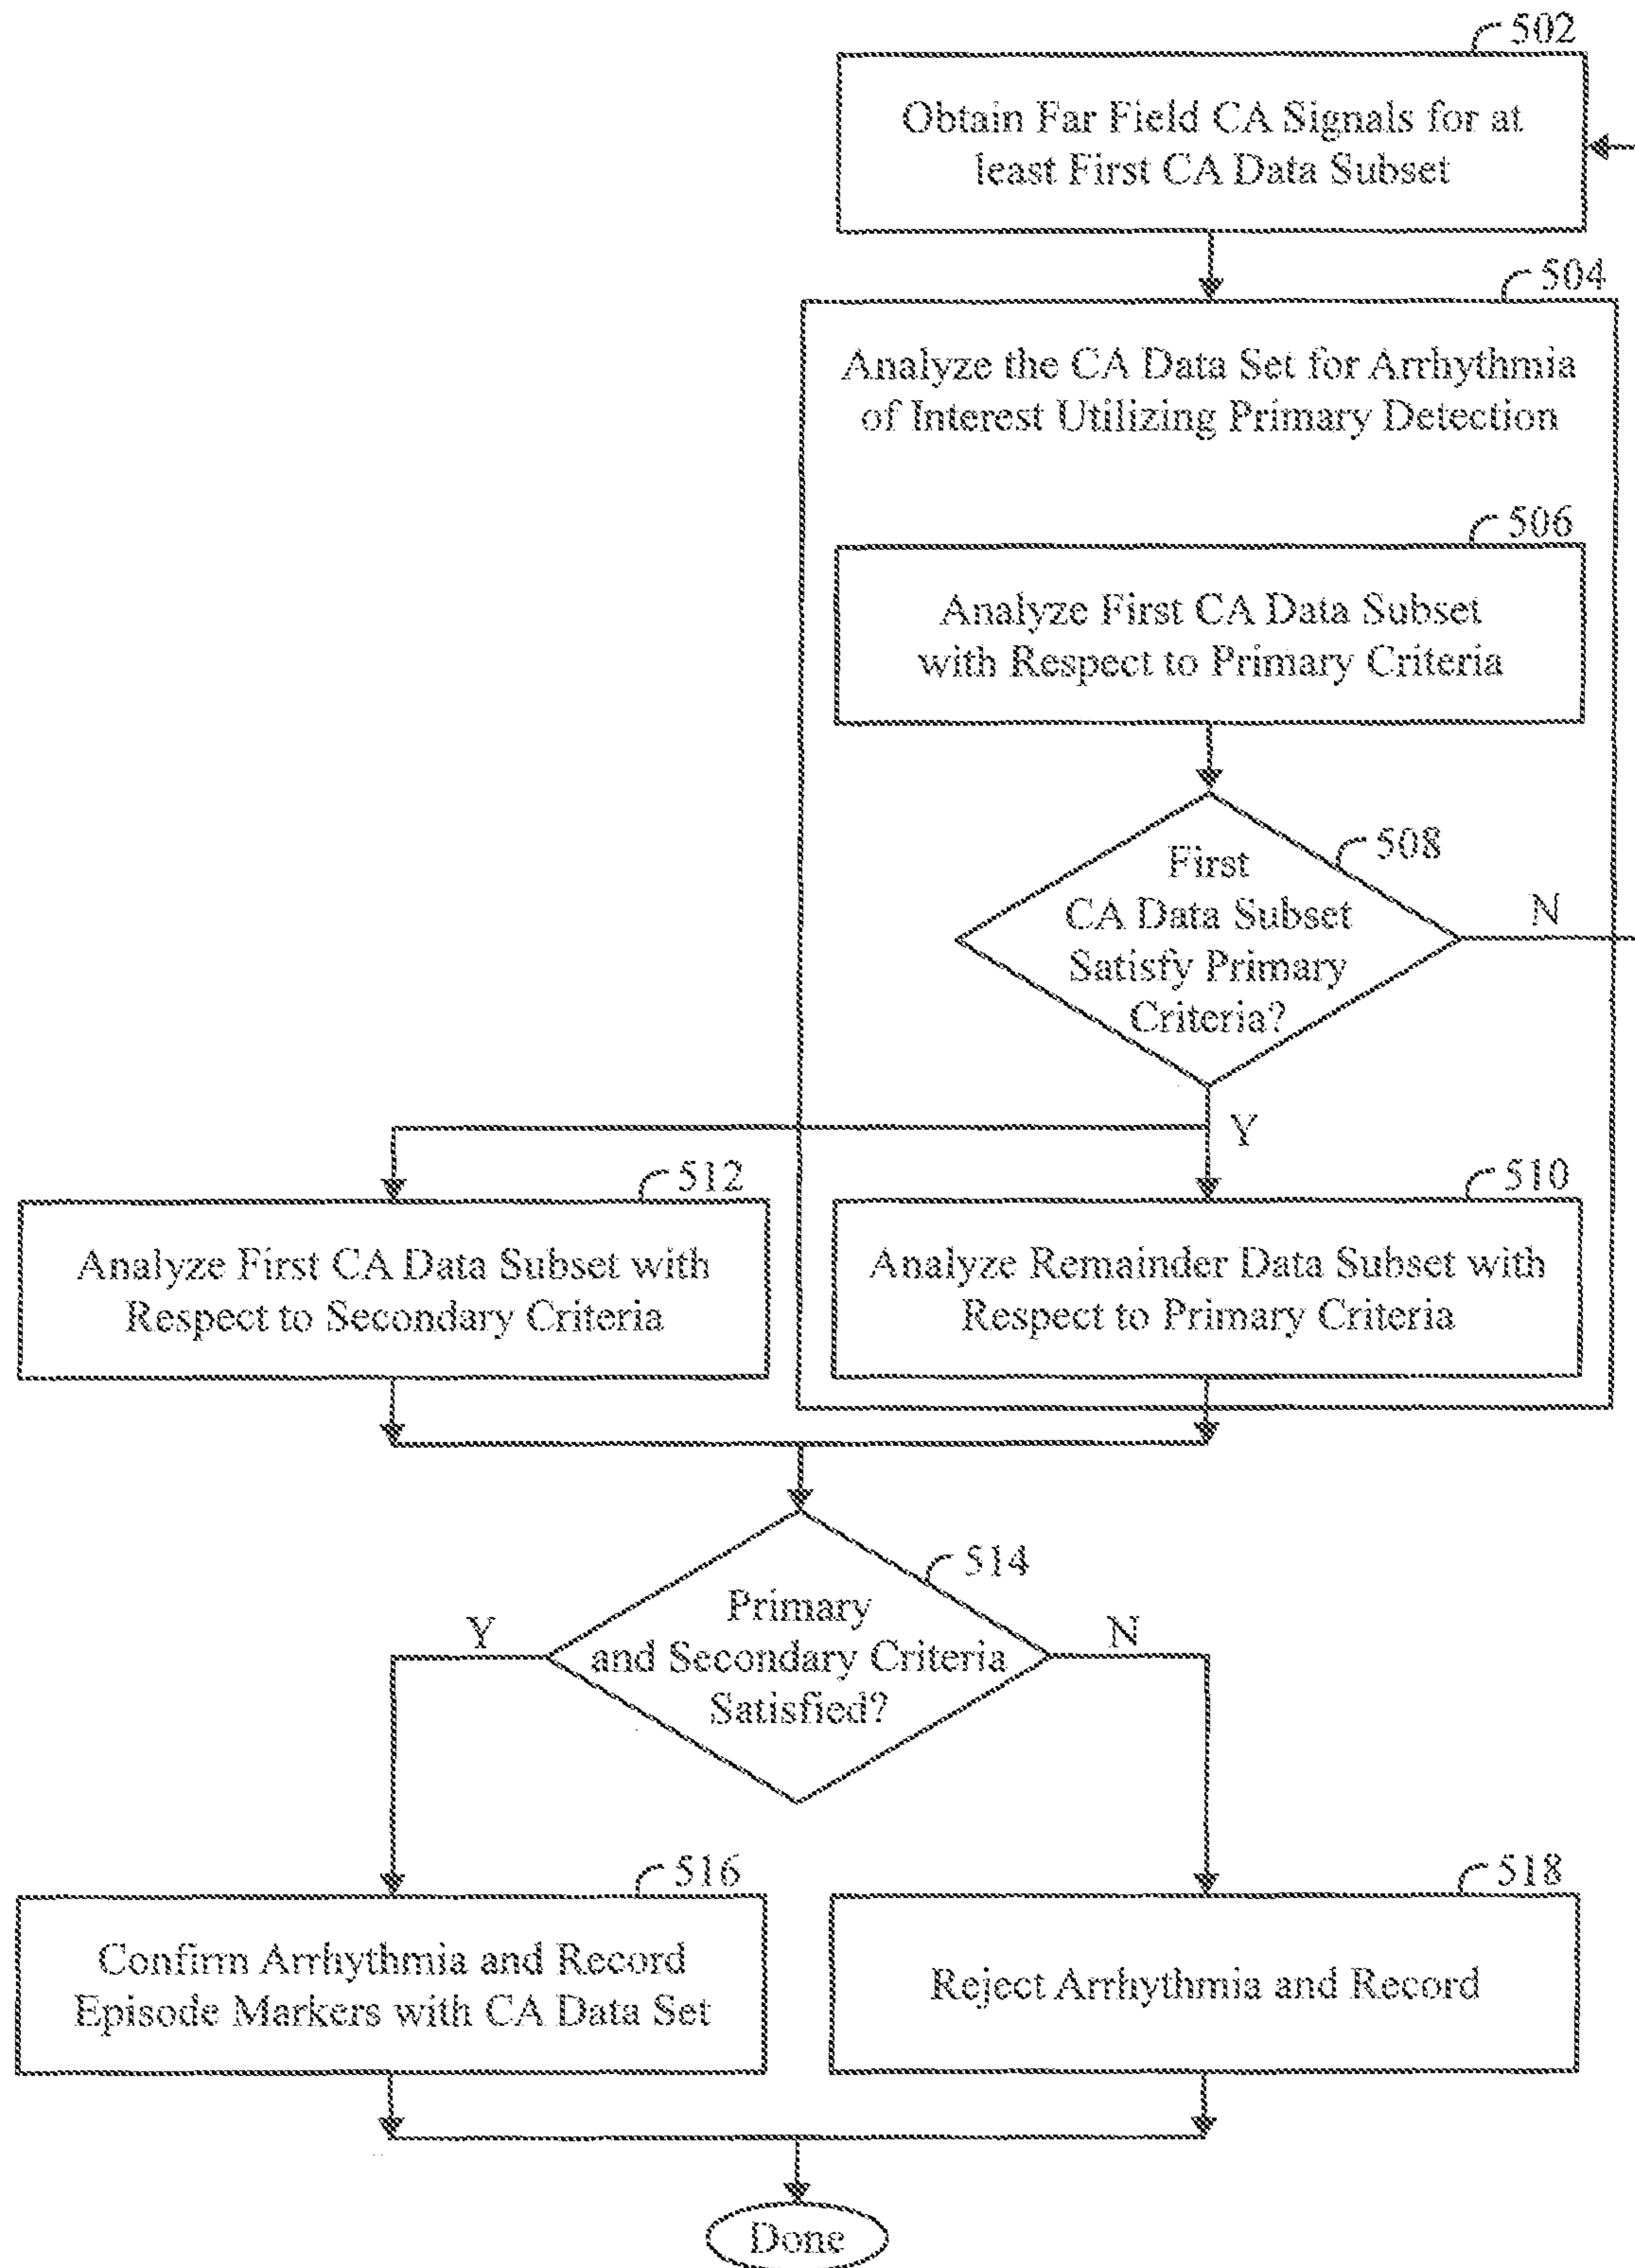 502
Obtain Far Field CA Signals for at
least First CA Data Subset
504
Analyze the CA Data Set for Arrhythmia
of Interest Utilizing Primary Detection
506
Analyze First CA Data Subset
with Respect to Primary Criteria
508
First
CA Data Subset
Satisfy Primary
Criteria?
N
Y
512
Analyze First CA Data Subset with
Respect to Secondary Criteria
510
Analyze Remainder Data Subset with
Respect to Primary Criteria
514
Primary
and Secondary Criteria
Satisfied?
Y
N
516
Confirm Arrhythmia and Record
Episode Markers with CA Data Set
518
Reject Arrhythmia and Record
Done